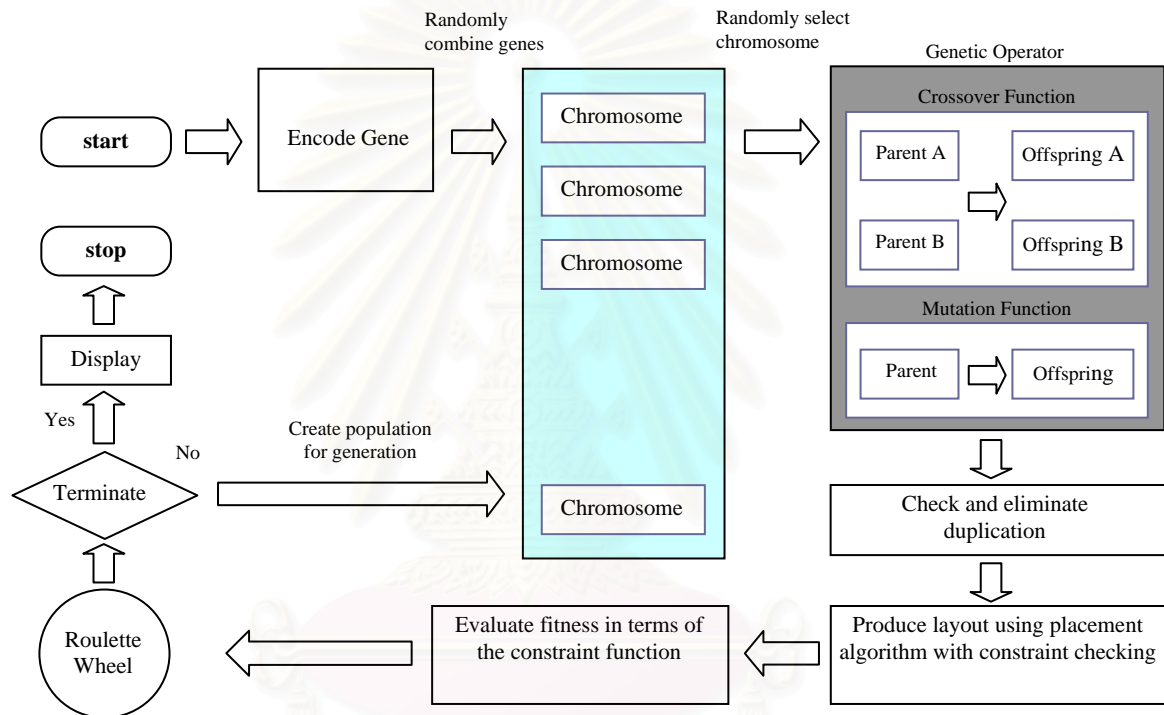 Randomly
combine genes
Randomly select
chromosome
Genetic Operator
start
Encode Gene
Chromosome
Chromosome
Chromosome
Chromosome
Crossover Function
Parent A
Offspring A
Parent B
Offspring B
Mutation Function
Parent
Offspring
stop
Display
Yes
No
Terminate
Create population
for generation
Check and eliminate
duplication
Roulette
Wheel
Evaluate fitness in terms of
the constraint function
Produce layout using placement
algorithm with constraint checking